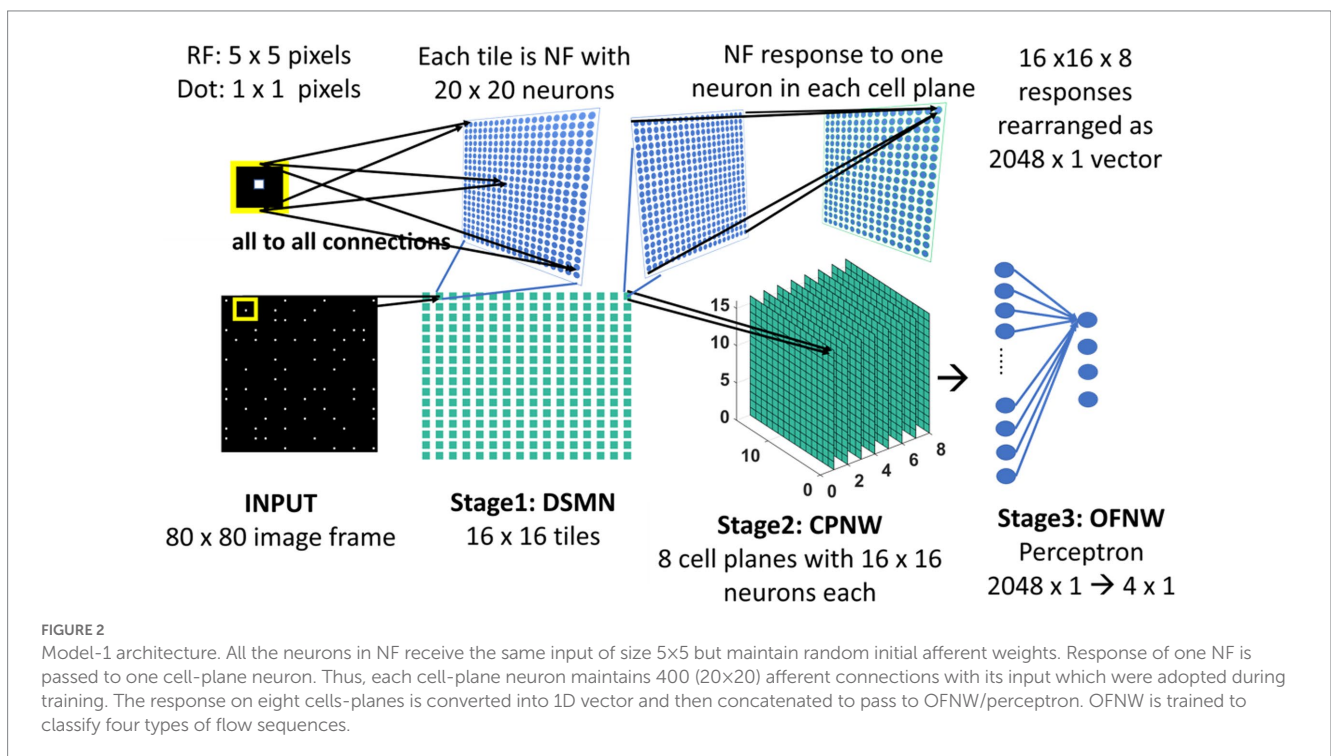 RF: 5 x 5 pixels
Dot: 1 x 1 pixels
Each tile is NF with
20 x 20 neurons
NF response to one
neuron in each cell plane
16 x16 x 8
responses
rearranged as
2048 x 1 vector
all to all connections
15
10
5
0
10
0
0
2
4
6
8
INPUT
80 x 80 image frame
Stage1: DSMN
16 x 16 tiles
Stage2: CPNW
8 cell planes with 16 x 16
neurons each
Stage3: OFNW
Perceptron
2048 x 1 → 4 x 1
FIGURE 2
Model-1 architecture. All the neurons in NF receive the same input of size 5×5 but maintain random initial afferent weights. Response of one NF is
passed to one cell-plane neuron. Thus, each cell-plane neuron maintains 400 (20×20) afferent connections with its input which were adopted during
training. The response on eight cells-planes is converted into 1D vector and then concatenated to pass to OFNW/perceptron. OFNW is trained to
classify four types of flow sequences.